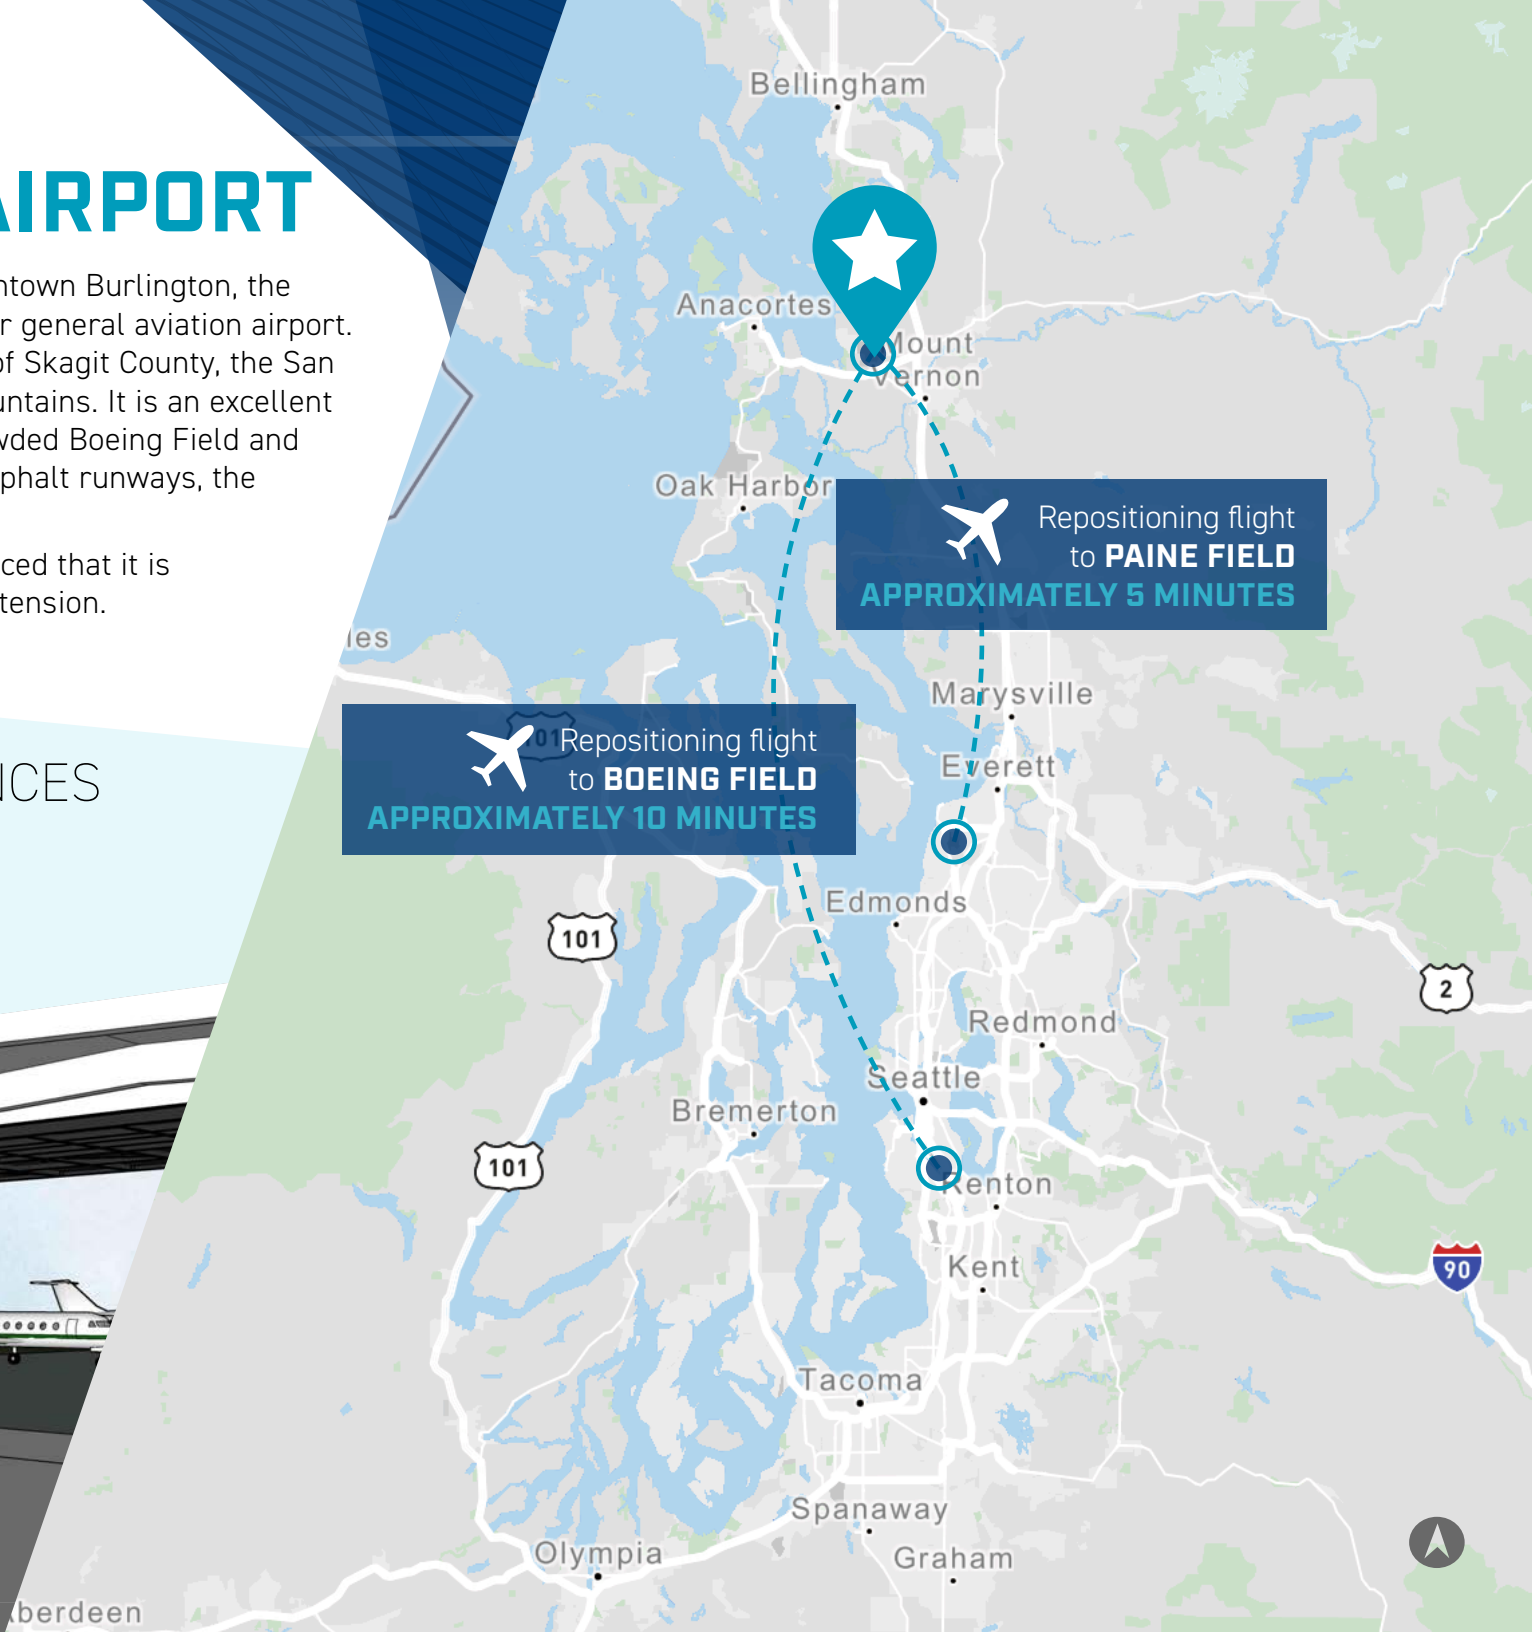 AIRPORT
ntown Burlington, the
r general aviation airport.
of Skagit County, the San
untains. It is an excellent
wded Boeing Field and
phalt runways, the
ced that it is
tension.
NCES
Bellingham
Anacortes
Mount
Vernon
Oak Harbor
Repositioning flight
to PAINE FIELD
APPROXIMATELY 5 MINUTES
les
Marysville
101
Repositioning flight
to BOEING FIELD
APPROXIMATELY 10 MINUTES
Everett
Edmonds
101
2
Redmond
Seattle
Bremerton
101
Renton
Kent
90
Tacoma
Spanaway
Olympia
Graham
berdeen